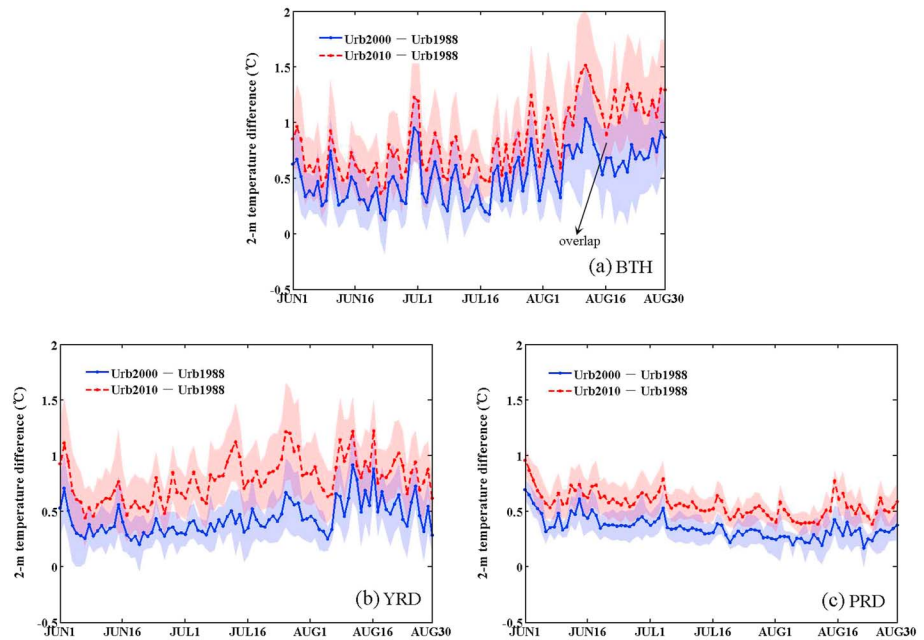 2
1.5
1
0.5
0
-0.5
2-m temperature difference (℃)
Urb2000 — Urb1988
Urb2010 — Urb1988
overlap
(a) BTH
JUN1 JUN16 JUL1 JUL16 AUG1 AUG16 AUG30
2
1.5
1
0.5
0
-0.5
2-m temperature difference (℃)
Urb2000 — Urb1988
Urb2010 — Urb1988
(b) YRD
JUN1 JUN16 JUL1 JUL16 AUG1 AUG16 AUG30
2
1.5
1
0.5
0
-0.5
2-m temperature difference (℃)
Urb2000 — Urb1988
Urb2010 — Urb1988
(c) PRD
JUN1 JUN16 JUL1 JUL16 AUG1 AUG16 AUG30